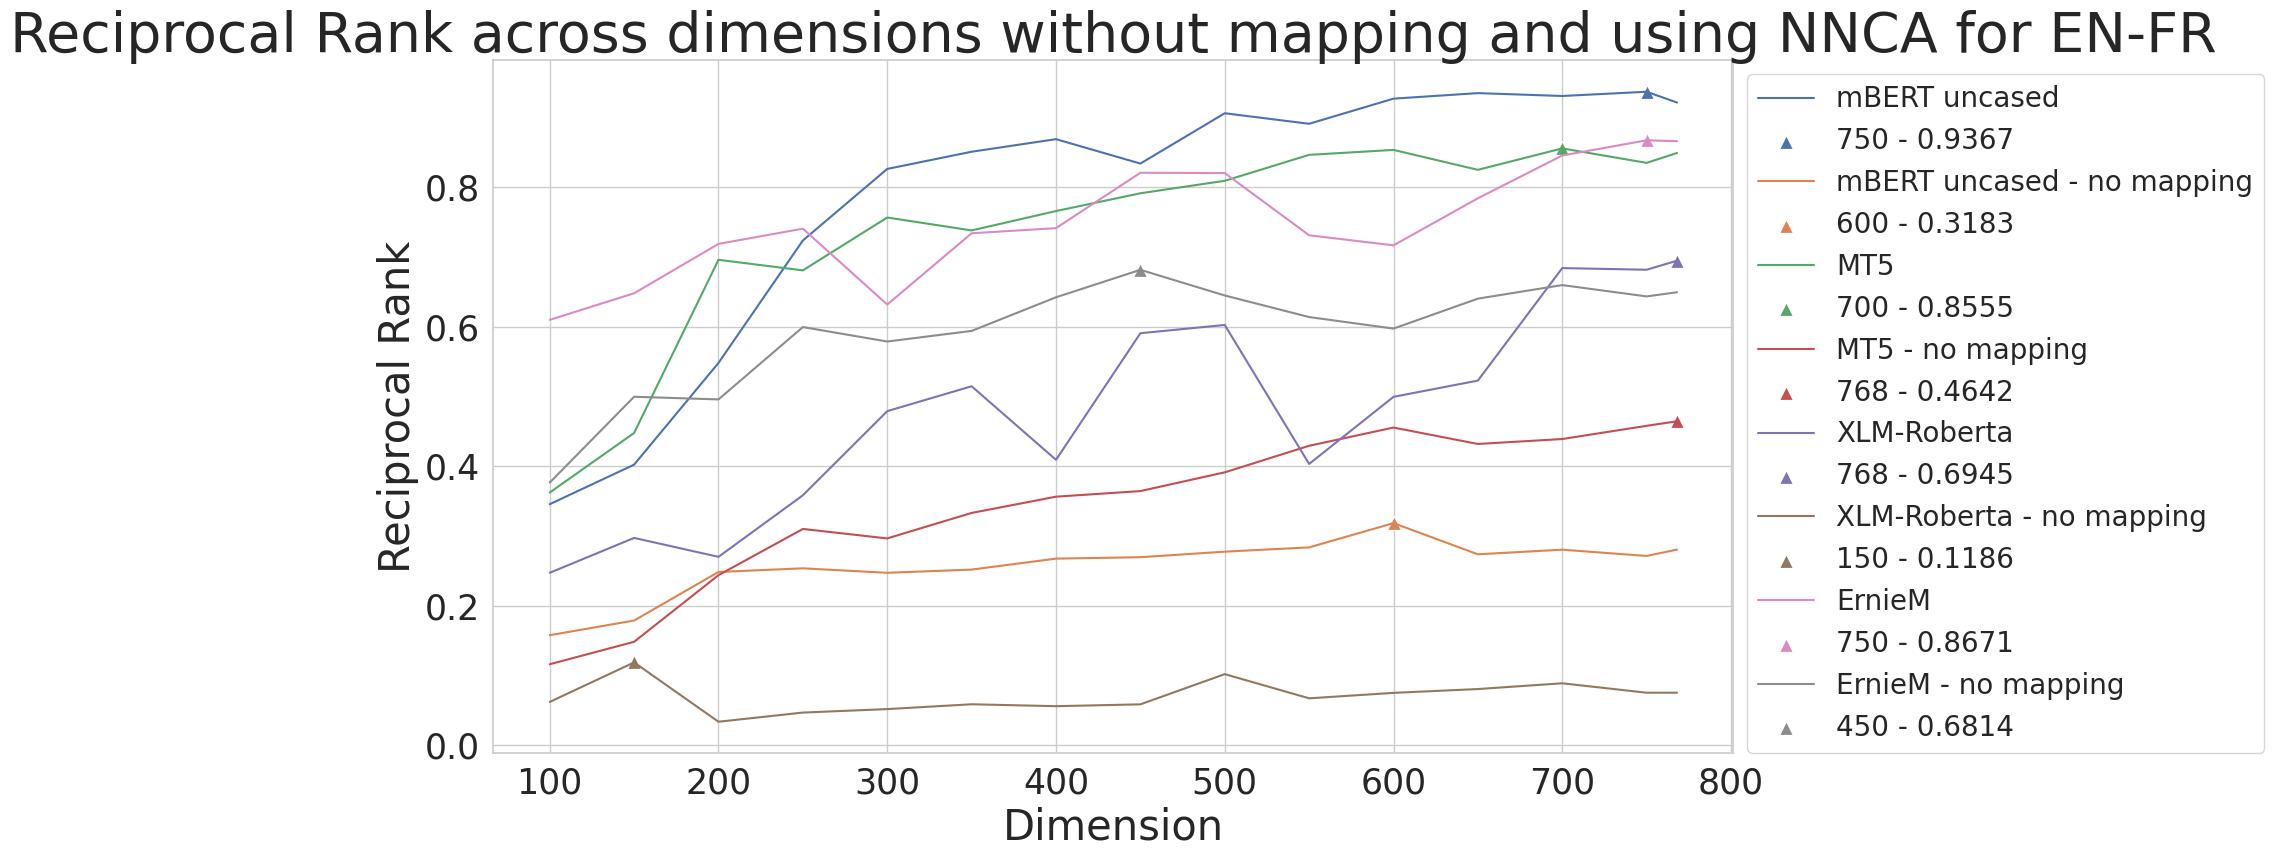 Reciprocal Rank across dimensions without mapping and using NNCA for EN-FR
Reciprocal Rank
0.8
0.6
0.4
0.2
0.0
100 200 300 400 500 600 700 800
Dimension
mBERT uncased
750 - 0.9367
mBERT uncased - no mapping
600 - 0.3183
MT5
700 - 0.8555
MT5 - no mapping
768 - 0.4642
XLM-Roberta
768 - 0.6945
XLM-Roberta - no mapping
150 - 0.1186
ErnieM
750 - 0.8671
ErnieM - no mapping
450 - 0.6814